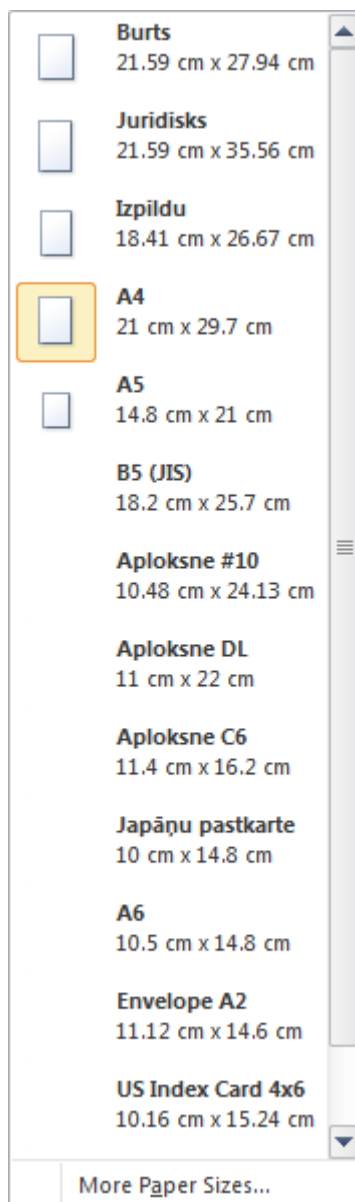 Burts
21.59 cm x 27.94 cm
Juridisks
21.59 cm x 35.56 cm
Izpildu
18.41 cm x 26.67 cm
A4
21 cm x 29.7 cm
A5
14.8 cm x 21 cm
B5 (JIS)
18.2 cm x 25.7 cm
Aploksne #10
10.48 cm x 24.13 cm
Aploksne DL
11 cm x 22 cm
Aploksne C6
11.4 cm x 16.2 cm
Japāņu pastkarte
10 cm x 14.8 cm
A6
10.5 cm x 14.8 cm
Envelope A2
11.12 cm x 14.6 cm
US Index Card 4x6
10.16 cm x 15.24 cm
More Paper Sizes...